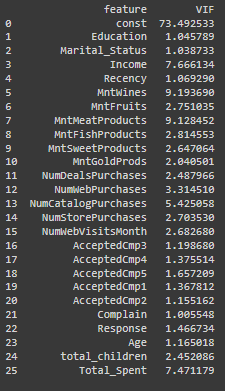 feature VIF
0 const 73.492533
1 Education 1.045789
2 Marital_Status 1.038733
3 Income 7.666134
4 Recency 1.069290
5 MntWines 9.193690
6 MntFruits 2.751035
7 MntMeatProducts 9.128452
8 MntFishProducts 2.814553
9 MntSweetProducts 2.647064
10 MntGoldProds 2.040501
11 NumDealsPurchases 2.487966
12 NumWebPurchases 3.314510
13 NumCatalogPurchases 5.425058
14 NumStorePurchases 2.703530
15 NumWebVisitsMonth 2.682680
16 AcceptedCmp3 1.198680
17 AcceptedCmp4 1.375514
18 AcceptedCmp5 1.657209
19 AcceptedCmp1 1.367812
20 AcceptedCmp2 1.155162
21 Complain 1.005548
22 Response 1.466734
23 Age 1.165018
24 total_children 2.452086
25 Total_Spent 7.471179